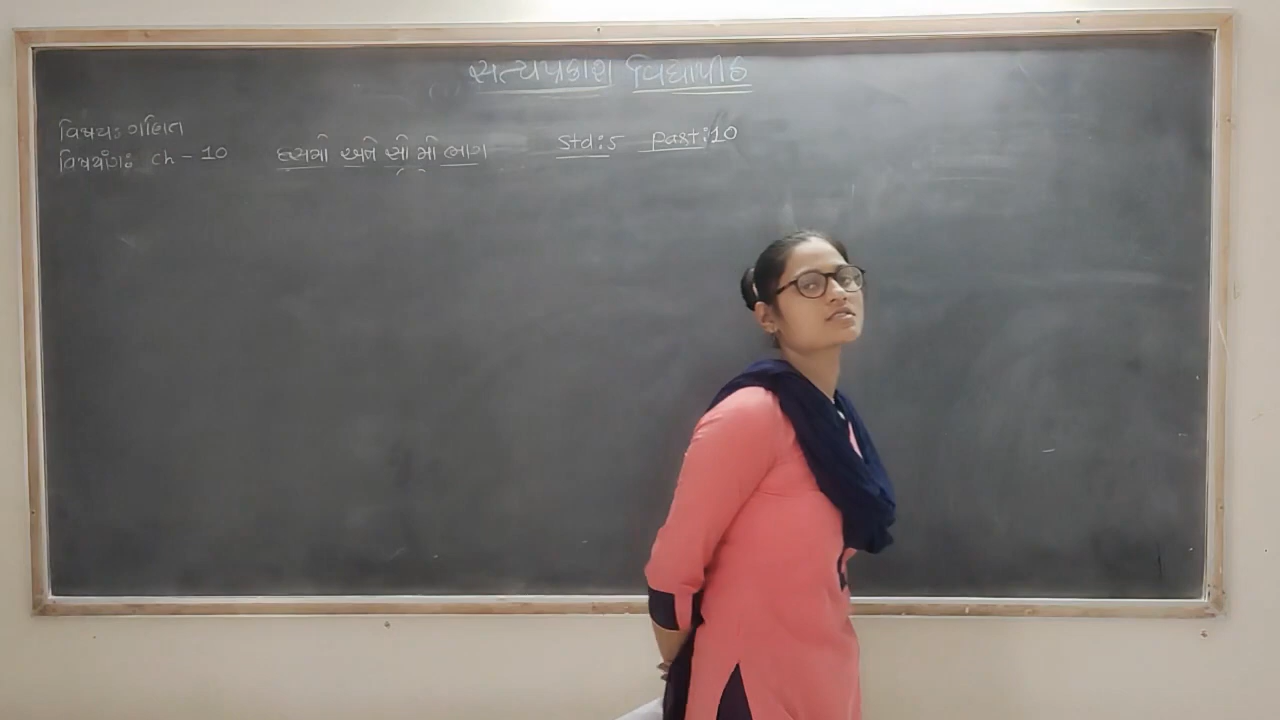 સત્યપ્રકાશ વિદ્યાપીઠ
વિષય: ગણિત
વિષયાંગ: ch - 10 દસમો અને સોમો ભાગ std: 5 Part: 10